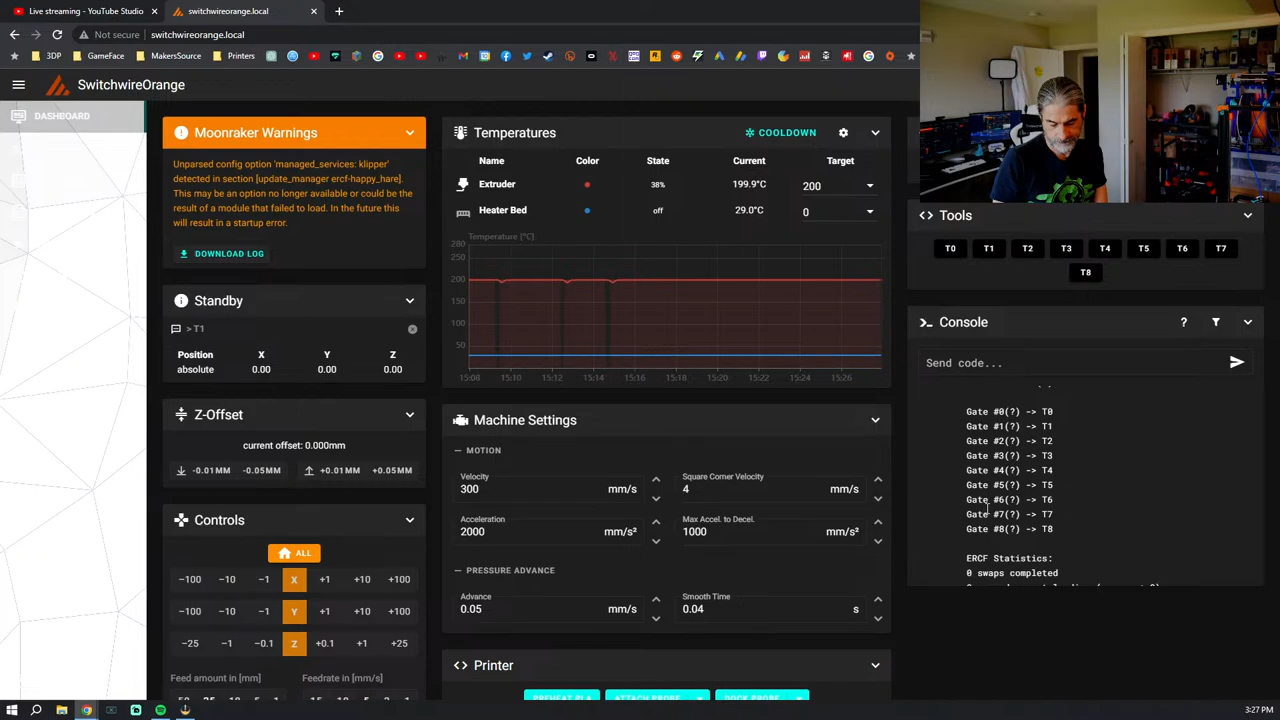 Live streaming - YouTube Studio
switchwireorange.local
Not secure
switchwireorange.local
3DP
GameFace
MakersSource
Printers
SwitchwireOrange
DASHBOARD
Moonraker Warnings
Unparsed config option 'managed_services: klipper'
detected in section [update_manager ercf-happy_hare].
This may be an option no longer available or could be the
result of a module that failed to load. In the future this
will result in a startup error.
DOWNLOAD LOG
Standby
> T1
Position X Y Z
absolute 0.00 0.00 0.00
Z-Offset
current offset: 0.000mm
-0.01MM -0.05MM +0.01MM +0.05MM
Controls
ALL
−100 −10 −1 X +1 +10 +100
−100 −10 −1 Y +1 +10 +100
−25 −1 −0.1 Z +0.1 +1 +25
Feed amount in [mm] Feedrate in [mm/s]
Temperatures
COOLDOWN
Name Color State Current Target
Extruder 38% 199.9°C 200
Heater Bed off 29.0°C 0
Temperature [°C]
280
250
200
150
100
50
15:08 15:10 15:12 15:14 15:16 15:18 15:20 15:22 15:24 15:26
Machine Settings
MOTION
Velocity
300 mm/s
Square Corner Velocity
4 mm/s
Acceleration
2000 mm/s²
Max Accel. to Decel.
1000 mm/s²
PRESSURE ADVANCE
Advance
0.05 mm/s
Smooth Time
0.04 s
Printer
PREHEAT PLA ATTACH PROBE DOCK PROBE
Tools
T0 T1 T2 T3 T4 T5 T6 T7
T8
Console
Send code...
Gate #0(?) -> T0
Gate #1(?) -> T1
Gate #2(?) -> T2
Gate #3(?) -> T3
Gate #4(?) -> T4
Gate #5(?) -> T5
Gate #6(?) -> T6
Gate #7(?) -> T7
Gate #8(?) -> T8
ERCF Statistics:
0 swaps completed
3:27 PM